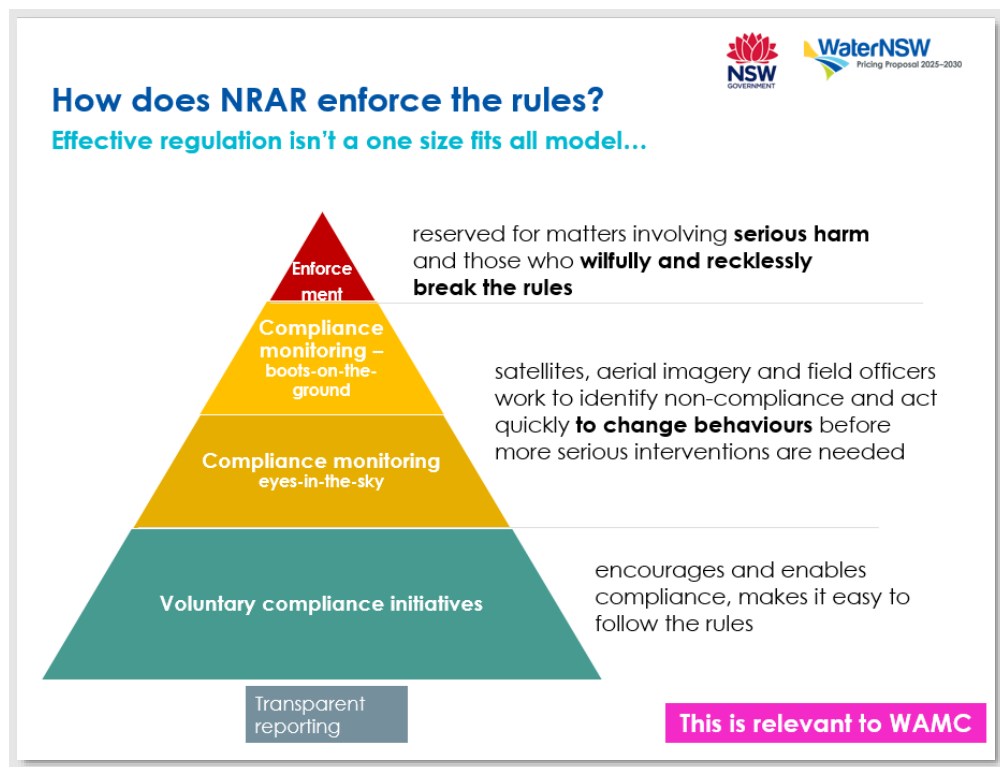 NSW
GOVERNMENT
WaterNSW
Pricing Proposal 2025–2030
How does NRAR enforce the rules?
Effective regulation isn't a one size fits all model…
Enforce
ment
reserved for matters involving serious harm
and those who wilfully and recklessly
break the rules
Compliance
monitoring –
boots-on-the-
ground
satellites, aerial imagery and field officers
work to identify non-compliance and act
quickly to change behaviours before
more serious interventions are needed
Compliance monitoring
eyes-in-the-sky
Voluntary compliance initiatives
encourages and enables
compliance, makes it easy to
follow the rules
Transparent
reporting
This is relevant to WAMC